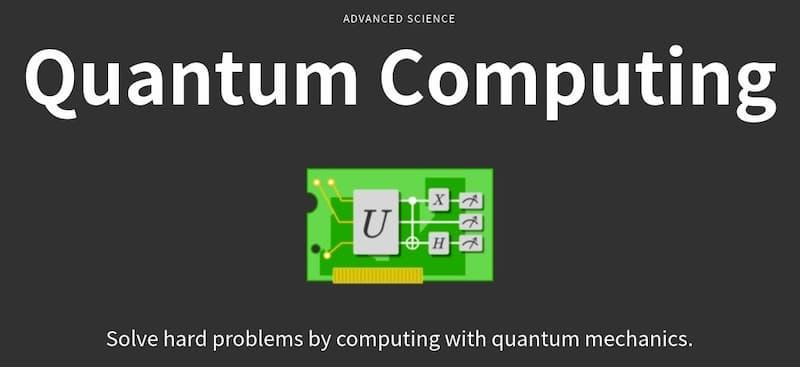 ADVANCED SCIENCE
Quantum Computing
U
X
H
Solve hard problems by computing with quantum mechanics.